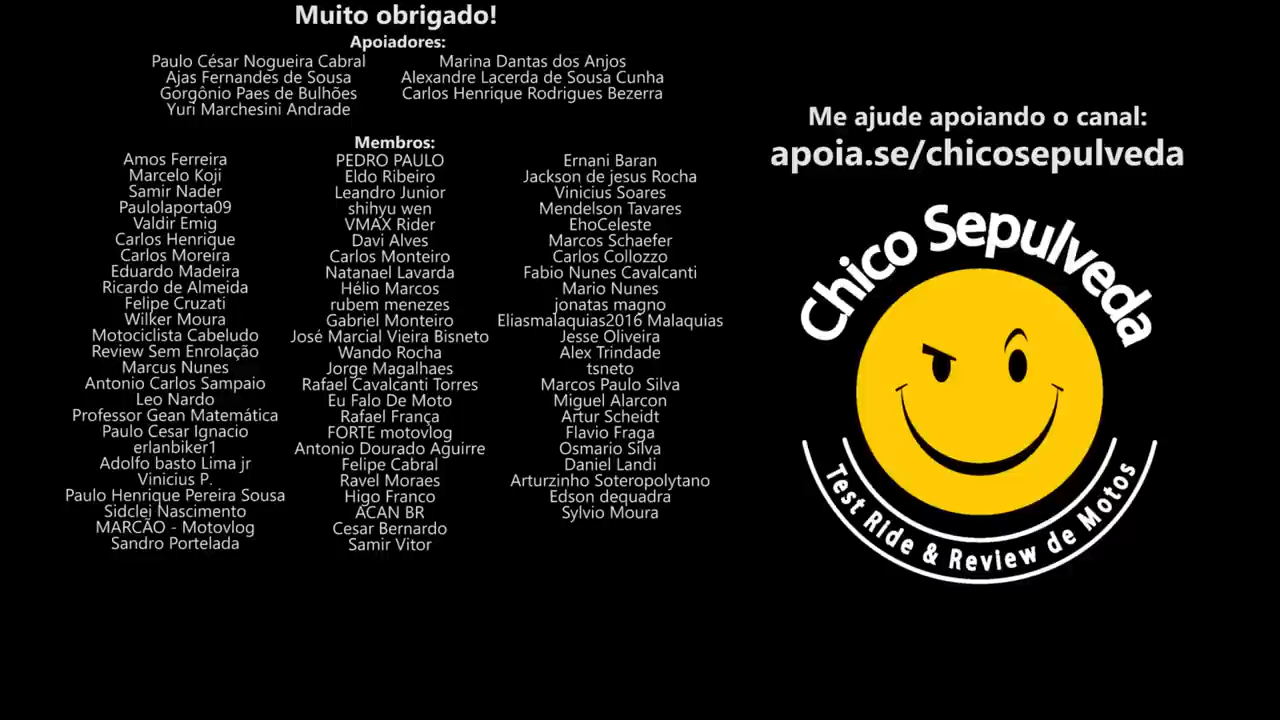 Muito obrigado!
Apoiadores:
Paulo César Nogueira Cabral
Ajas Fernandes de Sousa
Gorgônio Paes de Bulhões
Yuri Marchesini Andrade
Marina Dantas dos Anjos
Alexandre Lacerda de Sousa Cunha
Carlos Henrique Rodrigues Bezerra
Membros:
Amos Ferreira
Marcelo Koji
Samir Nader
Paulolaporta09
Valdir Emig
Carlos Henrique
Carlos Moreira
Eduardo Madeira
Ricardo de Almeida
Felipe Cruzati
Wilker Moura
Motociclista Cabeludo
Review Sem Enrolação
Marcus Nunes
Antonio Carlos Sampaio
Leo Nardo
Professor Gean Matemática
Paulo Cesar Ignacio
erlanbiker1
Adolfo basto Lima jr
Vinicius P.
Paulo Henrique Pereira Sousa
Sidclei Nascimento
MARCÃO - Motovlog
Sandro Portelada
PEDRO PAULO
Eldo Ribeiro
Leandro Junior
shihyu wen
VMAX Rider
Davi Alves
Carlos Monteiro
Natanael Lavarda
Hélio Marcos
rubem menezes
Gabriel Monteiro
José Marcial Vieira Bisneto
Wando Rocha
Jorge Magalhaes
Rafael Cavalcanti Torres
Eu Falo De Moto
Rafael França
FORTE motovlog
Antonio Dourado Aguirre
Felipe Cabral
Ravel Moraes
Higo Franco
ACAN BR
Cesar Bernardo
Samir Vitor
Ernani Baran
Jackson de jesus Rocha
Vinicius Soares
Mendelson Tavares
EhoCeleste
Marcos Schaefer
Carlos Collozzo
Fabio Nunes Cavalcanti
Mario Nunes
jonatas magno
Eliasmalaquias2016 Malaquias
Jesse Oliveira
Alex Trindade
tsneto
Marcos Paulo Silva
Miguel Alarcon
Artur Scheidt
Flavio Fraga
Osmario Silva
Daniel Landi
Arturzinho Soteropolytano
Edson dequadra
Sylvio Moura
Me ajude apoiando o canal:
apoia.se/chicosepulveda
Chico Sepulveda
Test Ride & Review de Motos